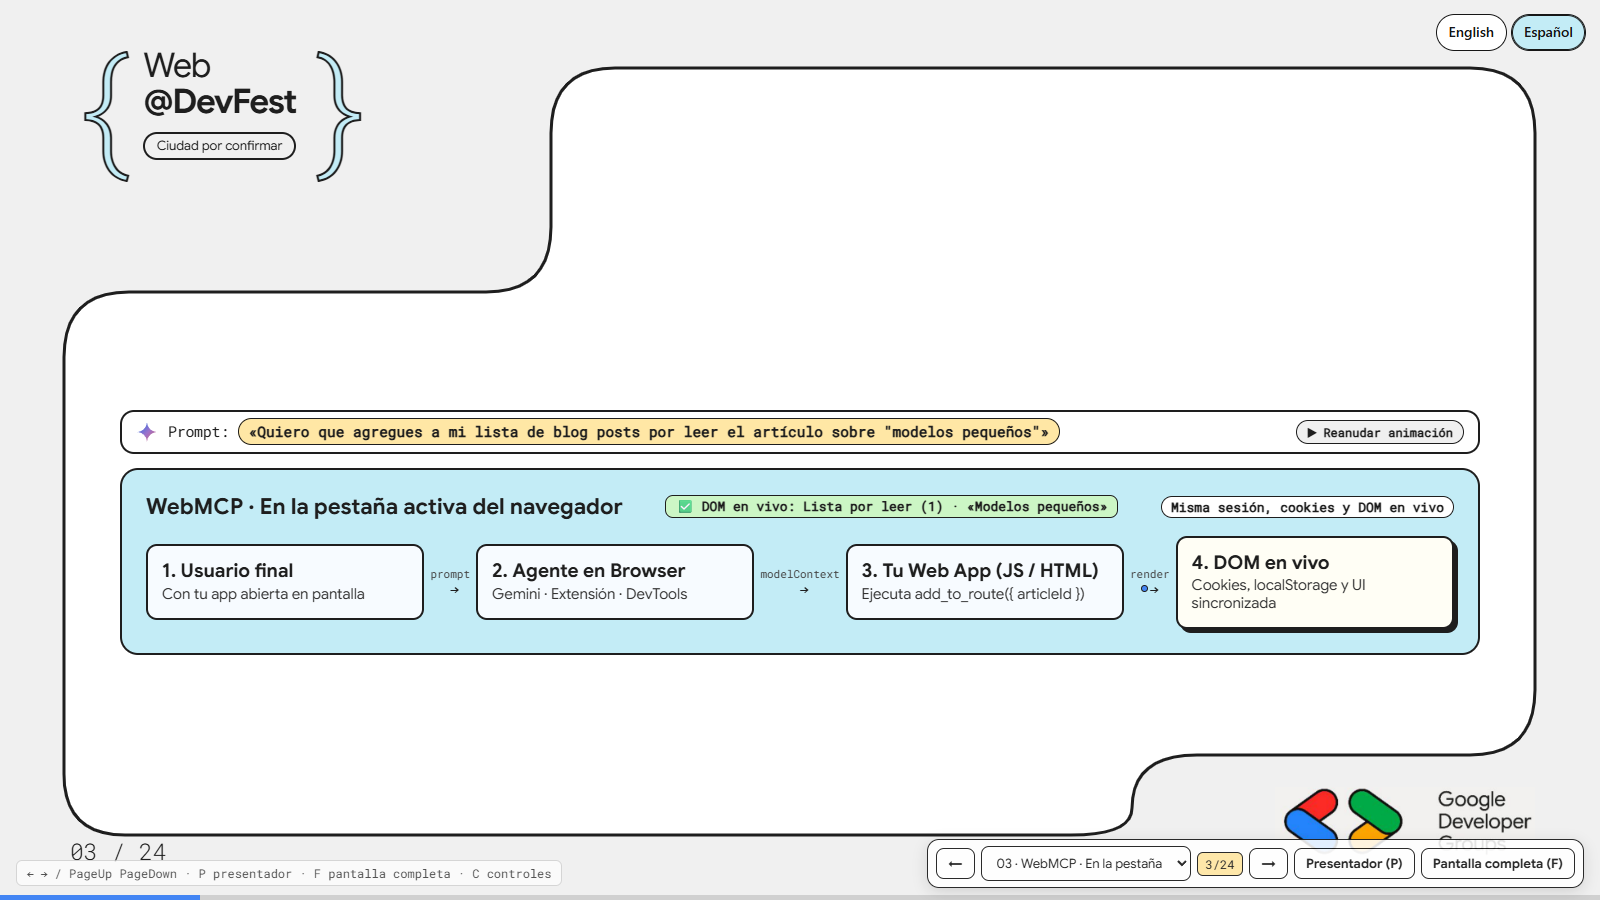 English
Español
Web
@DevFest
Ciudad por confirmar
Prompt:
«Quiero que agregues a mi lista de blog posts por leer el artículo sobre "modelos pequeños"»
▶ Reanudar animación
WebMCP · En la pestaña activa del navegador
✅ DOM en vivo: Lista por leer (1) · «Modelos pequeños»
Misma sesión, cookies y DOM en vivo
1. Usuario final
Con tu app abierta en pantalla
prompt
→
2. Agente en Browser
Gemini · Extensión · DevTools
modelContext
→
3. Tu Web App (JS / HTML)
Ejecuta add_to_route({ articleId })
render
→
4. DOM en vivo
Cookies, localStorage y UI
sincronizada
Google
Developer
Groups
03 / 24
← → / PageUp PageDown · P presentador · F pantalla completa · C controles
←
03 · WebMCP · En la pestaña
3/24
→
Presentador (P)
Pantalla completa (F)